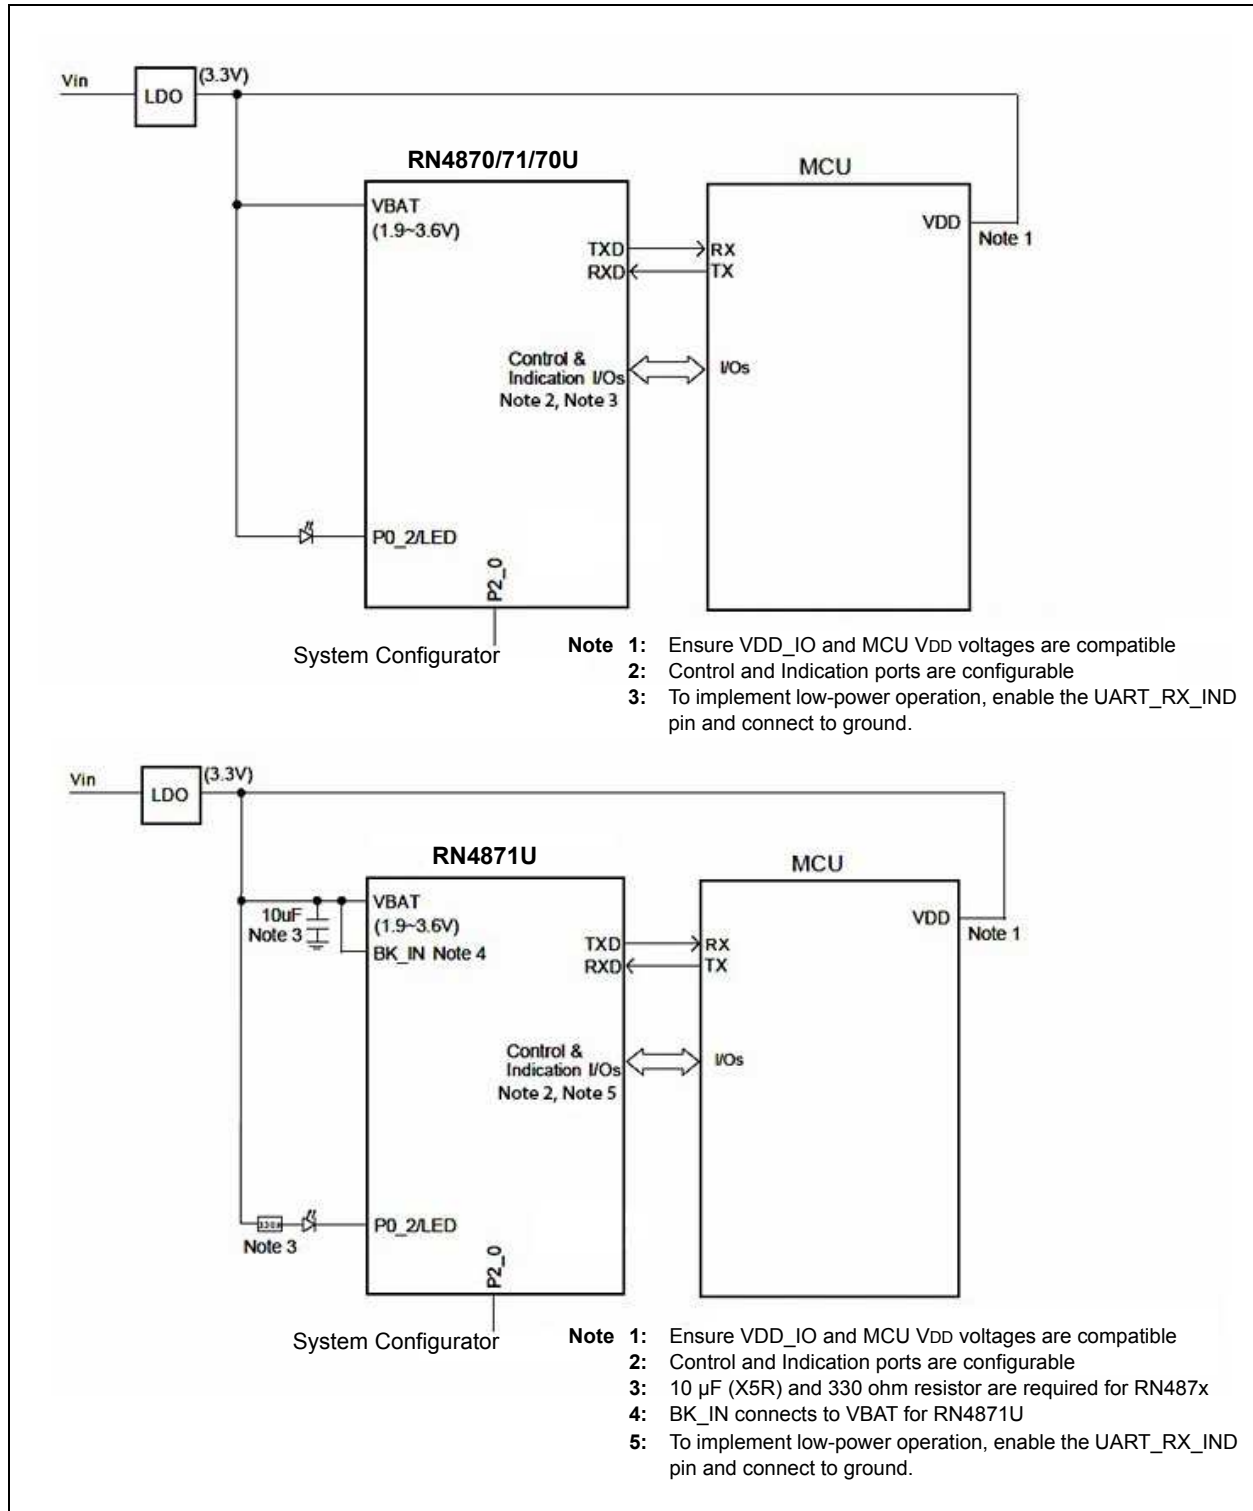 Vin
LDO
(3.3V)
RN4870/71/70U
MCU
VBAT
(1.9~3.6V)
VDD
Note 1
TXD
RX
RXD
TX
Control &
Indication I/Os
Note 2, Note 3
I/Os
P0_2/LED
P2_0
System Configurator
Note 1: Ensure VDD_IO and MCU VDD voltages are compatible
2: Control and Indication ports are configurable
3: To implement low-power operation, enable the UART_RX_IND
pin and connect to ground.
Vin
LDO
(3.3V)
RN4871U
MCU
VBAT
(1.9~3.6V)
10uF
Note 3
BK_IN Note 4
VDD
Note 1
TXD
RX
RXD
TX
Control &
Indication I/Os
Note 2, Note 5
I/Os
Note 3
P0_2/LED
P2_0
System Configurator
Note 1: Ensure VDD_IO and MCU VDD voltages are compatible
2: Control and Indication ports are configurable
3: 10 µF (X5R) and 330 ohm resistor are required for RN487x
4: BK_IN connects to VBAT for RN4871U
5: To implement low-power operation, enable the UART_RX_IND
pin and connect to ground.